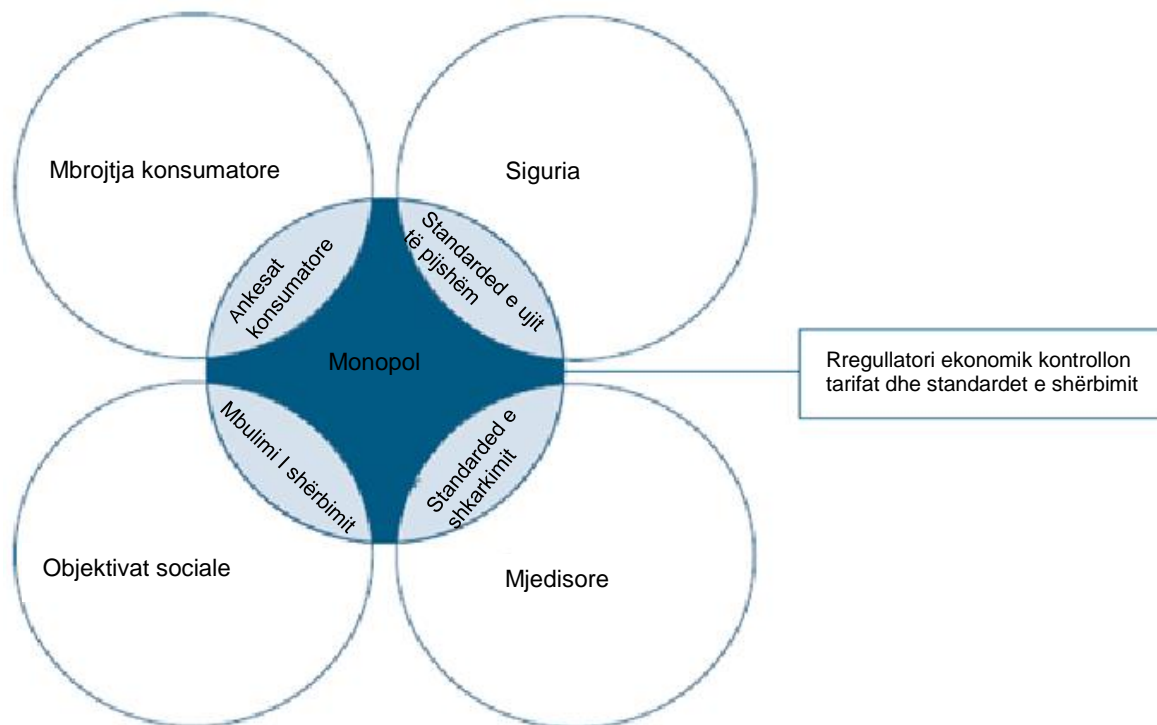 Mbrojtja konsumatore
Siguria
Ankesat
konsumatore
Standarded e ujit
të pijshëm
Monopol
Rregullatori ekonomik kontrollon
tarifat dhe standardet e shërbimit
Mbulimi I shërbimit
Standarded e
shkarkimit
Objektivat sociale
Mjedisore